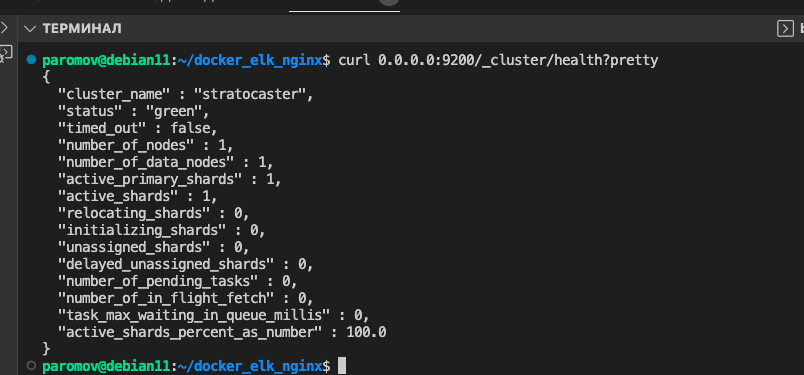 ТЕРМИНАЛ
paromov@debian11:~/docker_elk_nginx$ curl 0.0.0.0:9200/_cluster/health?pretty
{
  "cluster_name" : "stratocaster",
  "status" : "green",
  "timed_out" : false,
  "number_of_nodes" : 1,
  "number_of_data_nodes" : 1,
  "active_primary_shards" : 1,
  "active_shards" : 1,
  "relocating_shards" : 0,
  "initializing_shards" : 0,
  "unassigned_shards" : 0,
  "delayed_unassigned_shards" : 0,
  "number_of_pending_tasks" : 0,
  "number_of_in_flight_fetch" : 0,
  "task_max_waiting_in_queue_millis" : 0,
  "active_shards_percent_as_number" : 100.0
}
paromov@debian11:~/docker_elk_nginx$